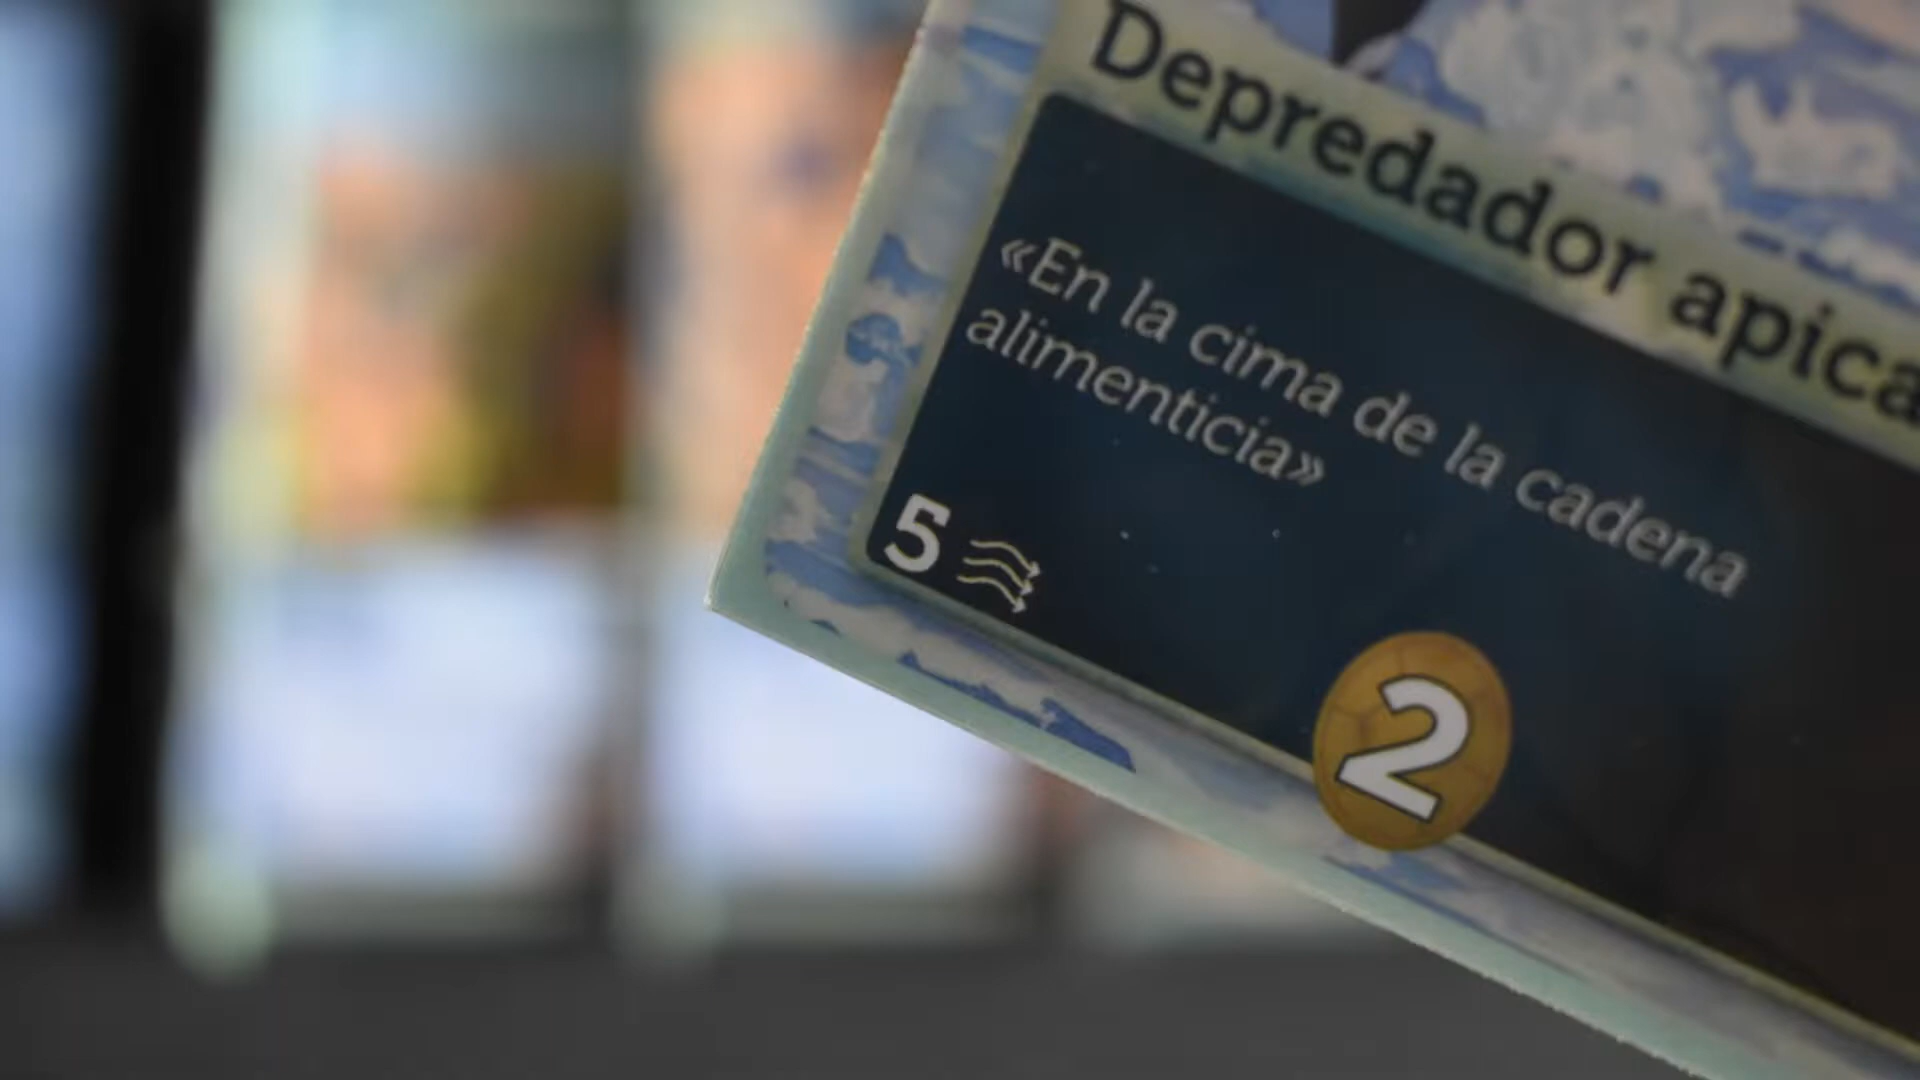 Depredador apica
«En la cima de la cadena
alimenticia»
5
2